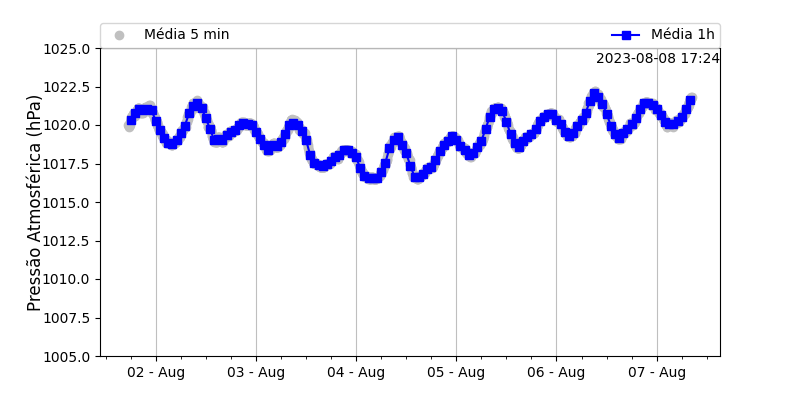 Média 5 min
Média 1h
2023-08-08 17:24
Pressão Atmosférica (hPa)
1025.0
1022.5
1020.0
1017.5
1015.0
1012.5
1010.0
1007.5
1005.0
02 - Aug
03 - Aug
04 - Aug
05 - Aug
06 - Aug
07 - Aug